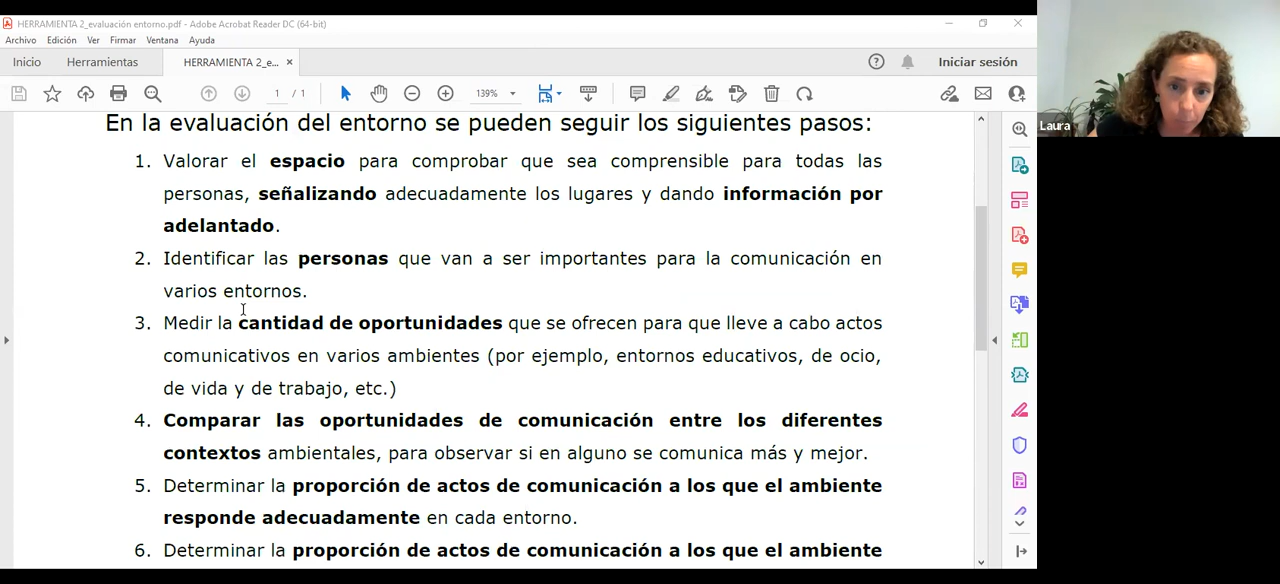 HERRAMIENTA 2_evaluación entorno.pdf - Adobe Acrobat Reader DC (64-bit)
Archivo Edición Ver Firmar Ventana Ayuda
Inicio Herramientas HERRAMIENTA 2_e... × Iniciar sesión
1 / 1 139%
Laura
En la evaluación del entorno se pueden seguir los siguientes pasos:
1. Valorar el espacio para comprobar que sea comprensible para todas las
personas, señalizando adecuadamente los lugares y dando información por
adelantado.
2. Identificar las personas que van a ser importantes para la comunicación en
varios entornos.
3. Medir la cantidad de oportunidades que se ofrecen para que lleve a cabo actos
comunicativos en varios ambientes (por ejemplo, entornos educativos, de ocio,
de vida y de trabajo, etc.)
4. Comparar las oportunidades de comunicación entre los diferentes
contextos ambientales, para observar si en alguno se comunica más y mejor.
5. Determinar la proporción de actos de comunicación a los que el ambiente
responde adecuadamente en cada entorno.
6. Determinar la proporción de actos de comunicación a los que el ambiente